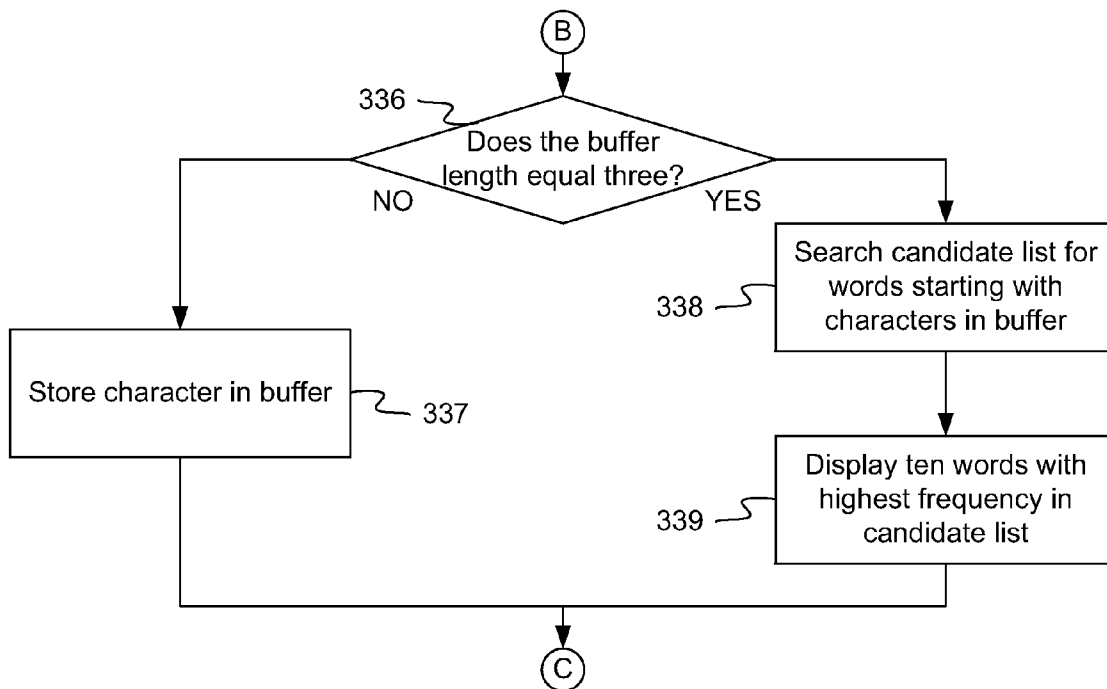 B
336
Does the buffer
length equal three?
NO
YES
Search candidate list for
words starting with
characters in buffer
338
Store character in buffer
337
Display ten words with
highest frequency in
candidate list
339
C